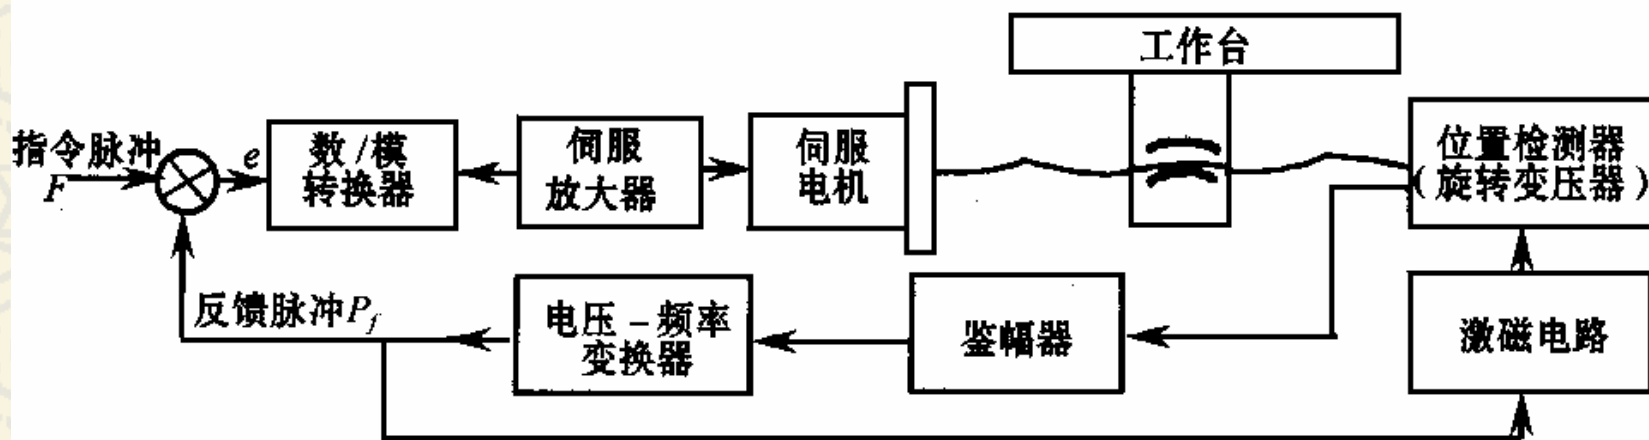 工作台
指令脉冲
F
e
数/模
转换器
伺服
放大器
伺服
电机
位置检测器
(旋转变压器)
反馈脉冲P_f
电压-频率
变换器
鉴幅器
激磁电路